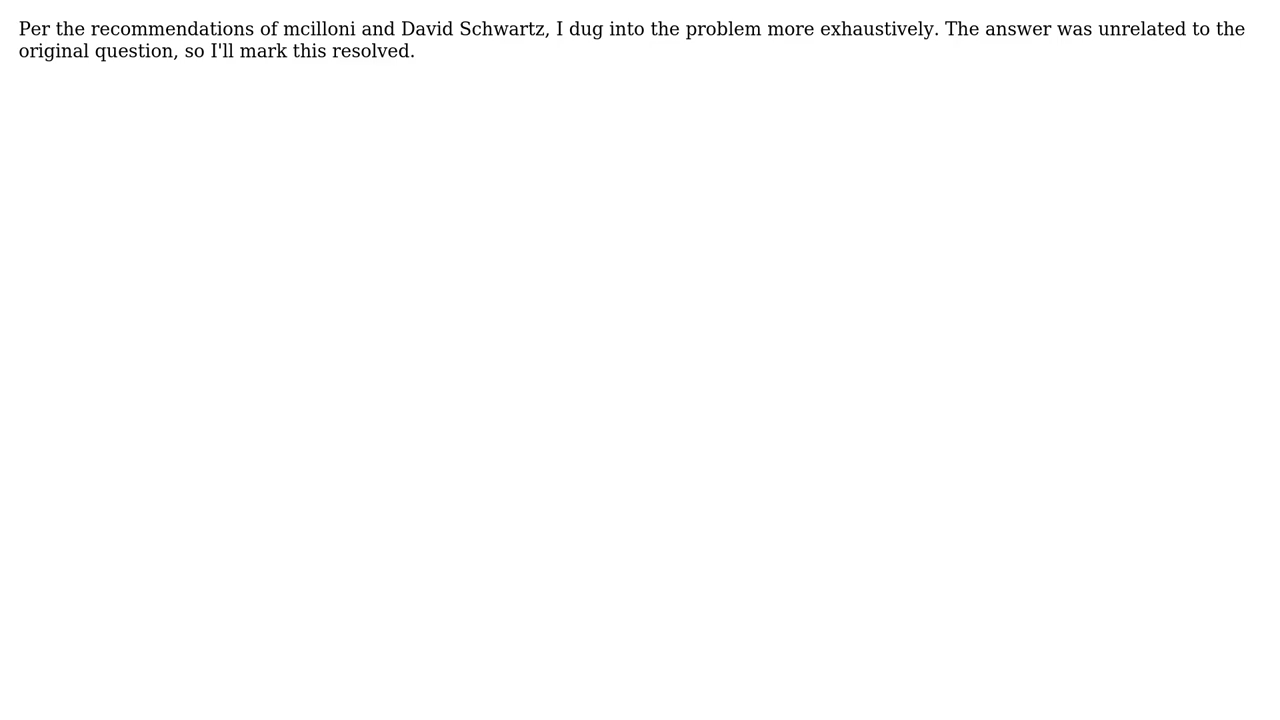 Per the recommendations of mcilloni and David Schwartz, I dug into the problem more exhaustively. The answer was unrelated to the
original question, so I'll mark this resolved.